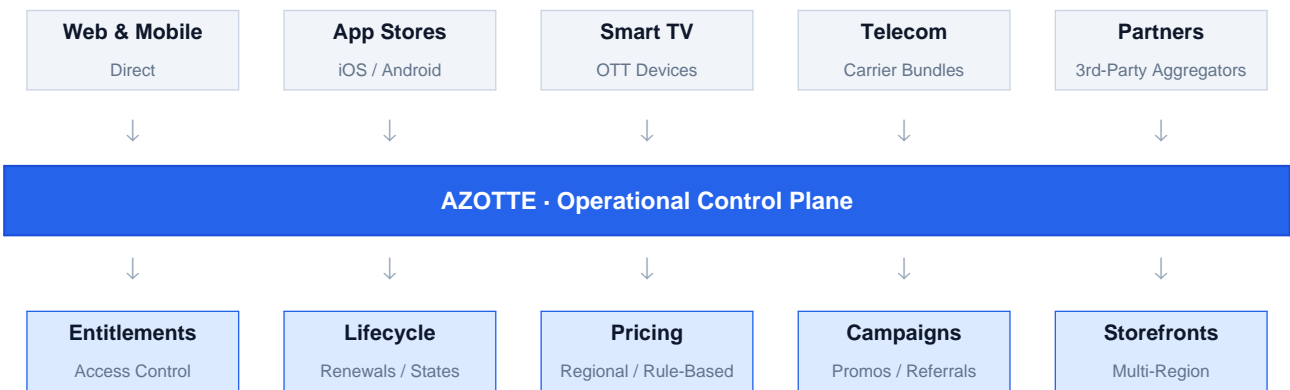 Web & Mobile
Direct
App Stores
iOS / Android
Smart TV
OTT Devices
Telecom
Carrier Bundles
Partners
3rd-Party Aggregators
AZOTTE · Operational Control Plane
Entitlements
Access Control
Lifecycle
Renewals / States
Pricing
Regional / Rule-Based
Campaigns
Promos / Referrals
Storefronts
Multi-Region